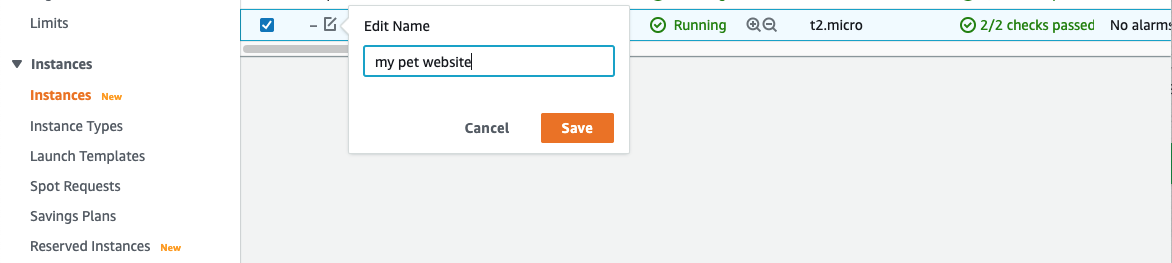 Limits
– Edit Name Running t2.micro 2/2 checks passed No alarms
my pet website
Cancel Save
Instances
Instances New
Instance Types
Launch Templates
Spot Requests
Savings Plans
Reserved Instances New